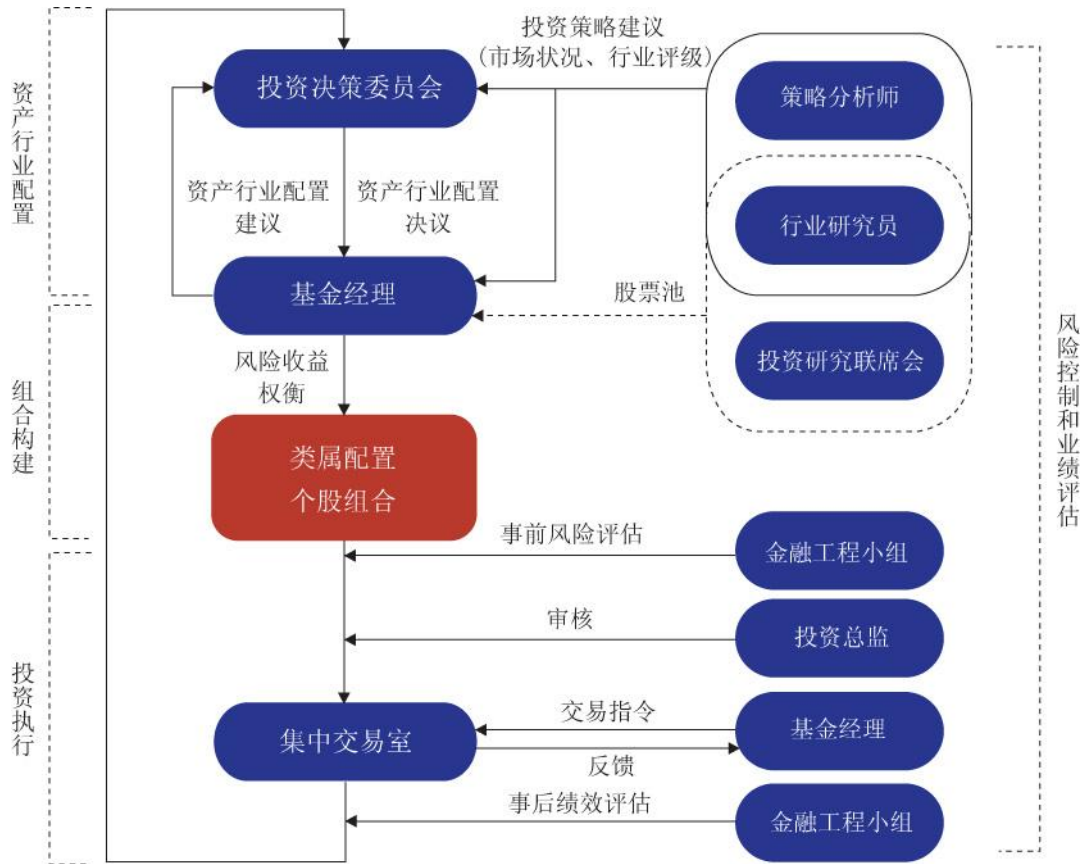 投资策略建议
(市场状况、行业评级)
投资决策委员会
策略分析师
资产行业配置
资产行业配置
建议
资产行业配置
决议
行业研究员
基金经理
股票池
投资研究联席会
风险收益
权衡
组合构建
类属配置
个股组合
风险控制和业绩评估
事前风险评估
金融工程小组
审核
投资总监
投资执行
集中交易室
交易指令
基金经理
反馈
事后绩效评估
金融工程小组